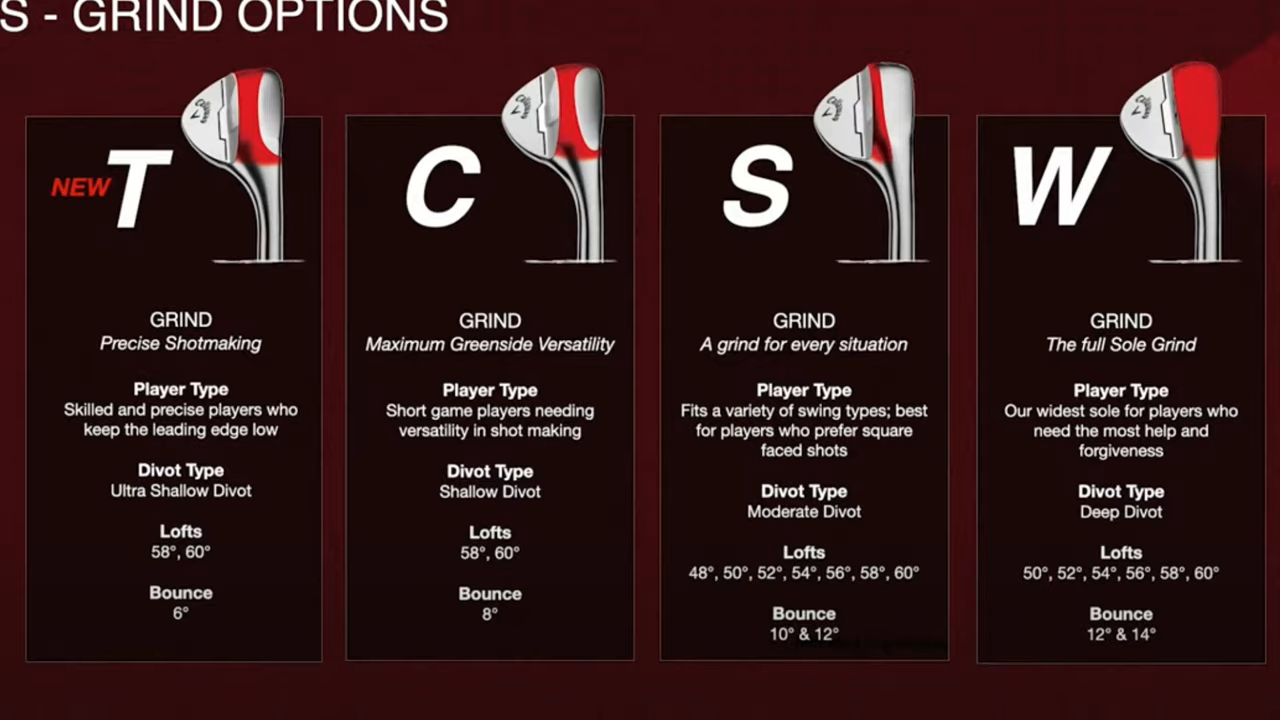 S - GRIND OPTIONS
NEW T
GRIND
Precise Shotmaking
Player Type
Skilled and precise players who
keep the leading edge low
Divot Type
Ultra Shallow Divot
Lofts
58°, 60°
Bounce
6°
C
GRIND
Maximum Greenside Versatility
Player Type
Short game players needing
versatility in shot making
Divot Type
Shallow Divot
Lofts
58°, 60°
Bounce
8°
S
GRIND
A grind for every situation
Player Type
Fits a variety of swing types; best
for players who prefer square
faced shots
Divot Type
Moderate Divot
Lofts
48°, 50°, 52°, 54°, 56°, 58°, 60°
Bounce
10° & 12°
W
GRIND
The full Sole Grind
Player Type
Our widest sole for players who
need the most help and
forgiveness
Divot Type
Deep Divot
Lofts
50°, 52°, 54°, 56°, 58°, 60°
Bounce
12° & 14°